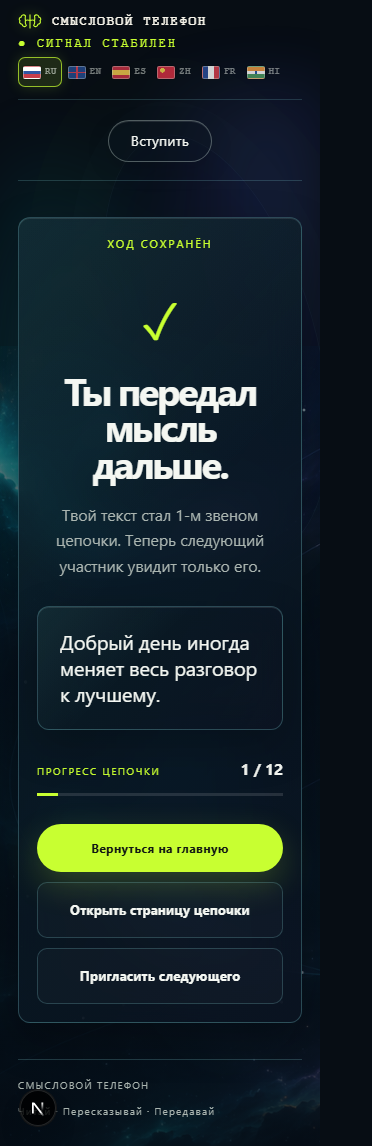 СМЫСЛОВОЙ ТЕЛЕФОН
СИГНАЛ СТАБИЛЕН
RU EN ES ZH FR HI
Вступить
ХОД СОХРАНЁН
Ты передал
мысль
дальше.
Твой текст стал 1-м звеном
цепочки. Теперь следующий
участник увидит только его.
Добрый день иногда
меняет весь разговор
к лучшему.
ПРОГРЕСС ЦЕПОЧКИ 1 / 12
Вернуться на главную
Открыть страницу цепочки
Пригласить следующего
СМЫСЛОВОЙ ТЕЛЕФОН
N · Пересказывай · Передавай